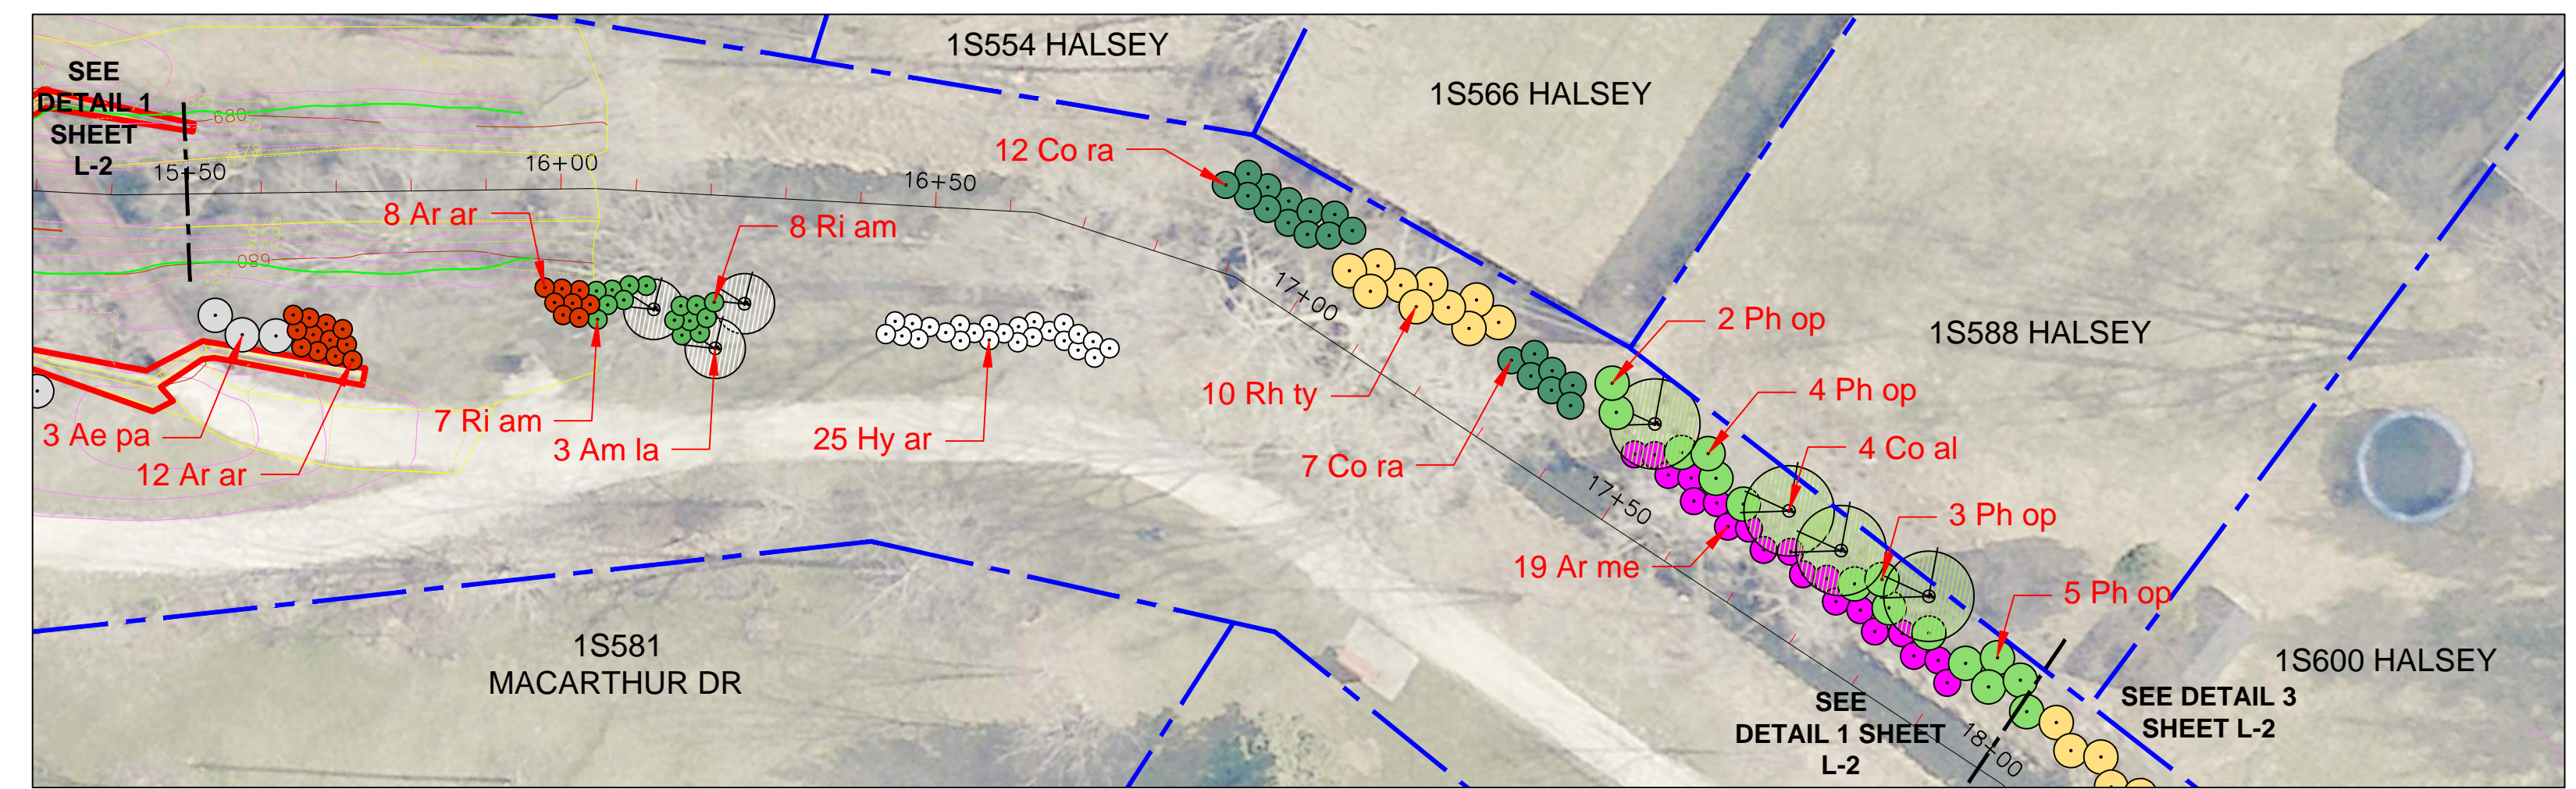 1S554 HALSEY
SEE
DETAIL 1
SHEET
L-2
680
1S566 HALSEY
12 Co ra
15+50
16+00
16+50
8 Ar ar
8 Ri am
089
17+00
2 Ph op
1S588 HALSEY
10 Rh ty
4 Ph op
7 Ri am
3 Ae pa
3 Am la
25 Hy ar
12 Ar ar
7 Co ra
4 Co al
17+50
3 Ph op
19 Ar me
5 Ph op
1S581
MACARTHUR DR
1S600 HALSEY
SEE
DETAIL 1 SHEET
L-2
18+00
SEE DETAIL 3
SHEET L-2